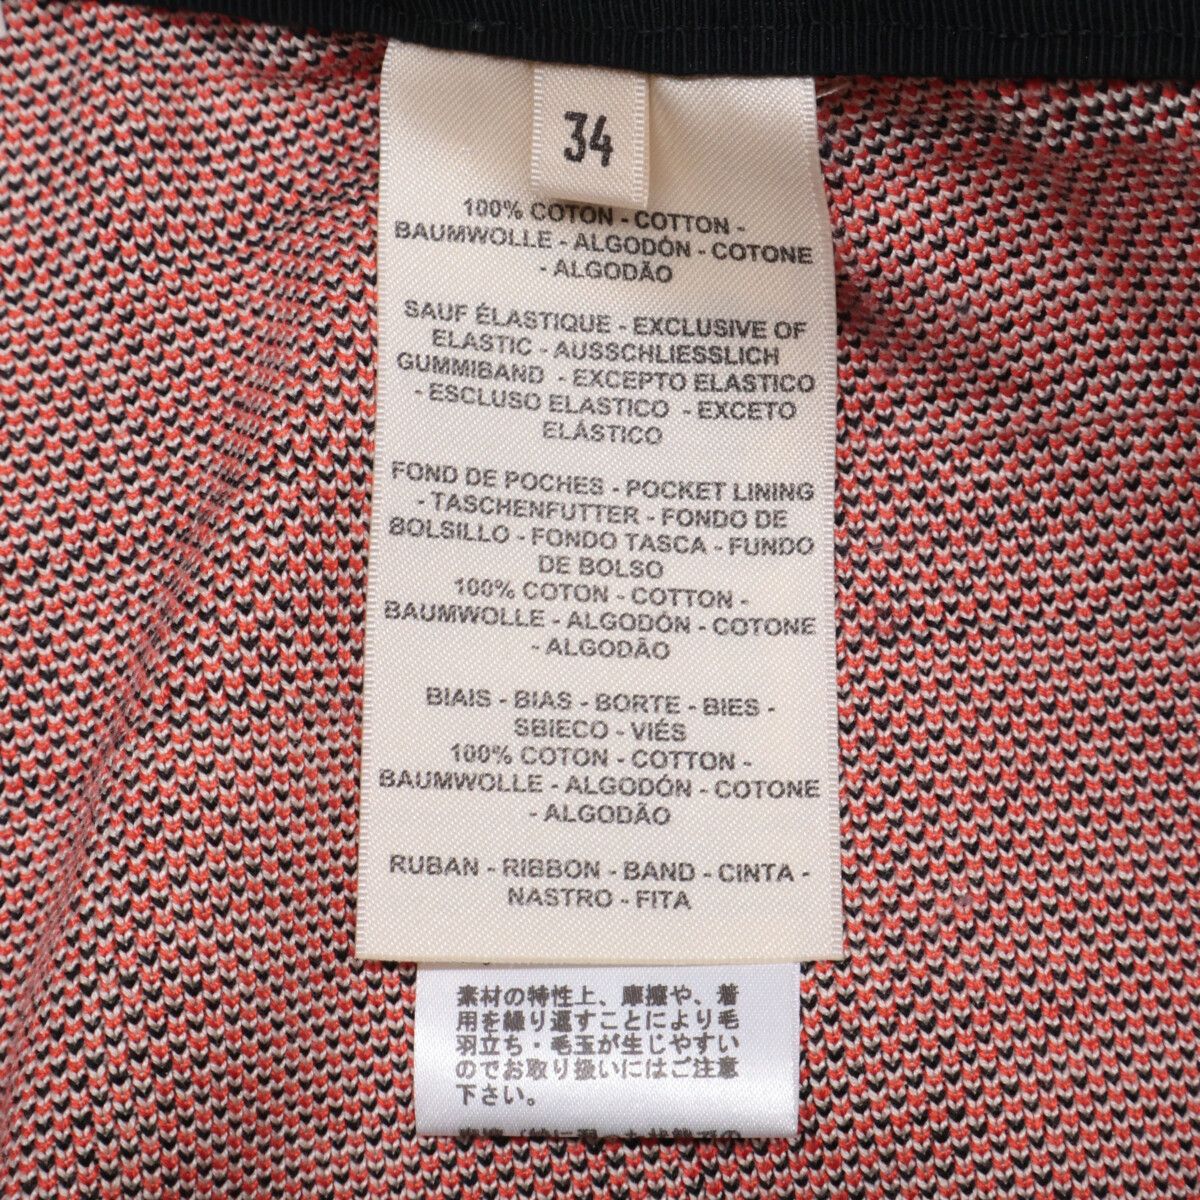 34
100% COTON - COTTON -
BAUMWOLLE - ALGODÓN - COTONE
- ALGODÃO
SAUF ÉLASTIQUE - EXCLUSIVE OF
ELASTIC - AUSSCHLIESSLICH
GUMMIBAND - EXCEPTO ELASTICO
- ESCLUSO ELASTICO - EXCETO
ELÁSTICO
FOND DE POCHES - POCKET LINING
- TASCHENFUTTER - FONDO DE
BOLSILLO - FONDO TASCA - FUNDO
DE BOLSO
100% COTON - COTTON -
BAUMWOLLE - ALGODÓN - COTONE
- ALGODÃO
BIAIS - BIAS - BORTE - BIES -
SBIECO - VIÉS
100% COTON - COTTON -
BAUMWOLLE - ALGODÓN - COTONE
- ALGODÃO
RUBAN - RIBBON - BAND - CINTA -
NASTRO - FITA
素材の特性上、摩擦や、着
用を繰り返すことにより毛
羽立ち・毛玉が生じやすい
のでお取り扱いにはご注意
下さい。